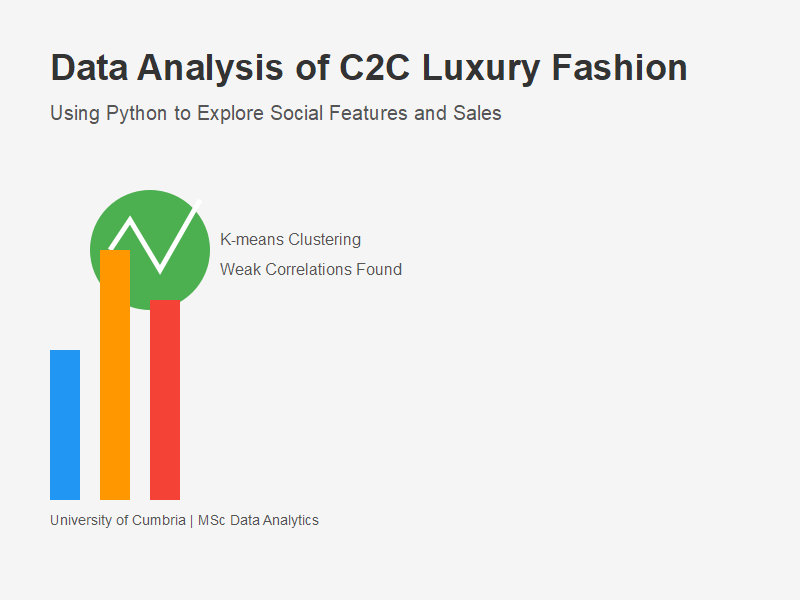 Data Analysis of C2C Luxury Fashion
Using Python to Explore Social Features and Sales
K-means Clustering
Weak Correlations Found
University of Cumbria | MSc Data Analytics